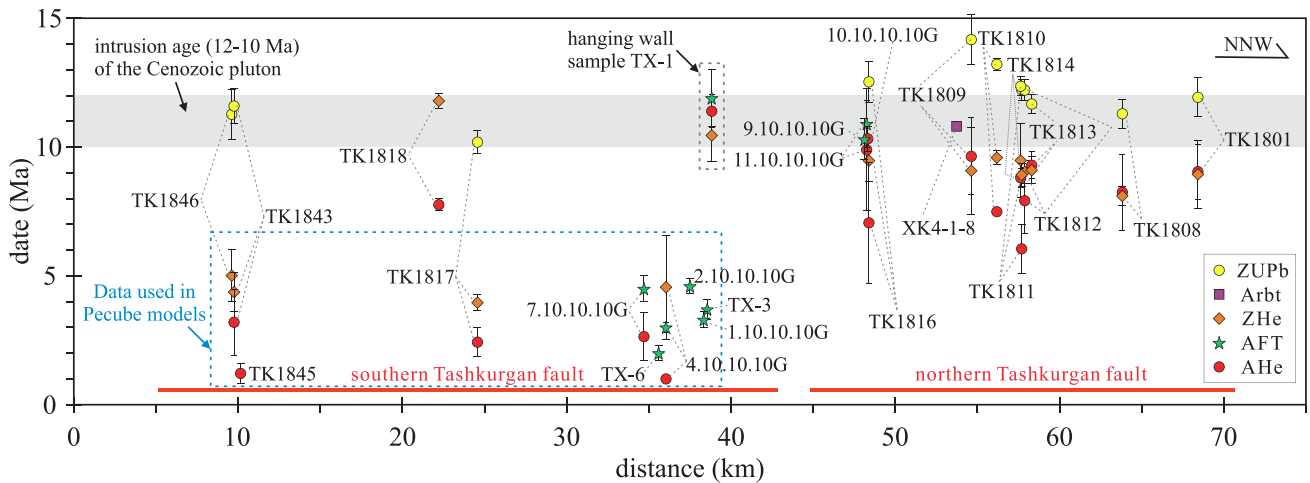 15
10
5
0
date (Ma)
intrusion age (12-10 Ma)
of the Cenozoic pluton
hanging wall
sample TX-1
10.10.10.10G
TK1810
TK1814
NNW
TK1809
9.10.10.10G
11.10.10.10G
TK1813
TK1801
TK1818
TK1846
TK1843
XK4-1-8
TK1812
TK1808
Data used in
Pecube models
TK1817
7.10.10.10G
2.10.10.10G
TX-3
1.10.10.10G
TK1816
TK1811
TK1845
TX-6
4.10.10.10G
southern Tashkurgan fault
northern Tashkurgan fault
ZUPb
Arbt
ZHe
AFT
AHe
0
10
20
30
40
50
60
70
distance (km)